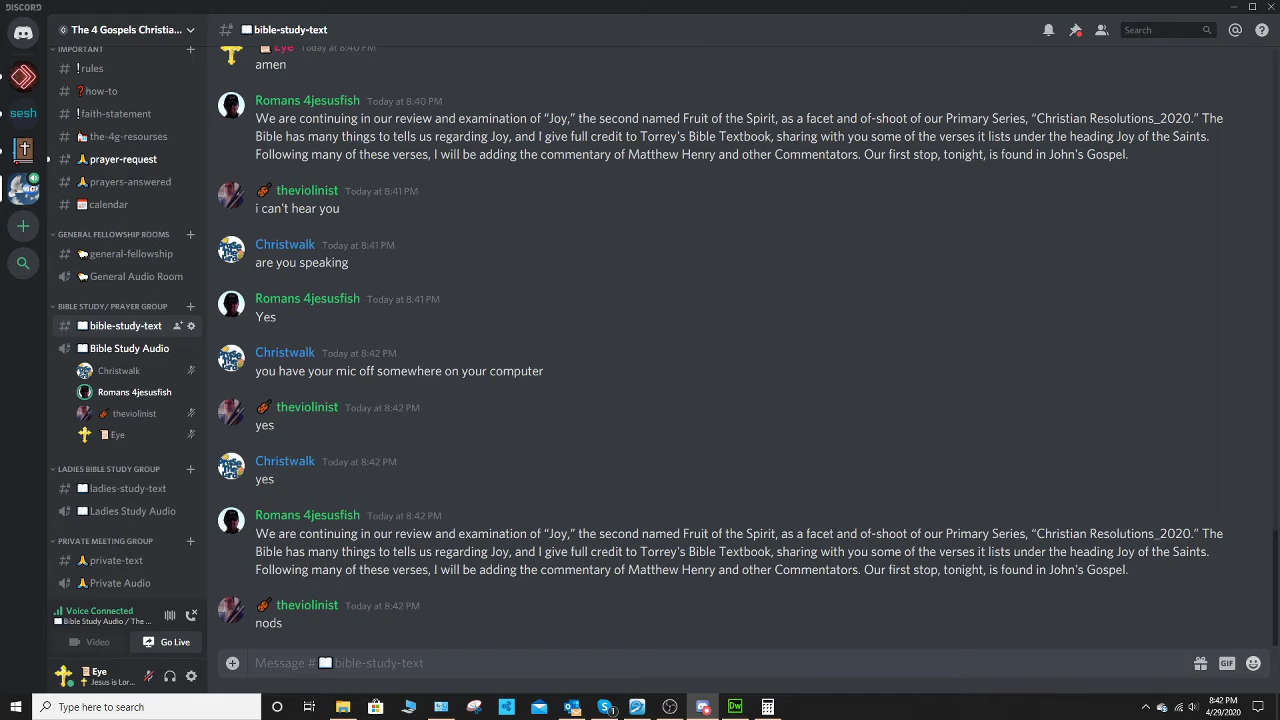 DISCORD
The 4 Gospels Christia...
bible-study-text
Search
IMPORTANT
!rules
how-to
!faith-statement
the-4g-resourses
prayer-request
prayers-answered
calendar
GENERAL FELLOWSHIP ROOMS
general-fellowship
General Audio Room
BIBLE STUDY/ PRAYER GROUP
bible-study-text
Bible Study Audio
Christwalk
Romans 4jesusfish
theviolinist
Eye
LADIES BIBLE STUDY GROUP
ladies-study-text
Ladies Study Audio
PRIVATE MEETING GROUP
private-text
Private Audio
Voice Connected
Bible Study Audio / The ...
Video
Go Live
Eye
Jesus is Lor...
sesh
Eye Today at 8:40 PM
amen
Romans 4jesusfish Today at 8:40 PM
We are continuing in our review and examination of “Joy,” the second named Fruit of the Spirit, as a facet and of-shoot of our Primary Series, “Christian Resolutions_2020.” The
Bible has many things to tells us regarding Joy, and I give full credit to Torrey's Bible Textbook, sharing with you some of the verses it lists under the heading Joy of the Saints.
Following many of these verses, I will be adding the commentary of Matthew Henry and other Commentators. Our first stop, tonight, is found in John's Gospel.
theviolinist Today at 8:41 PM
i can't hear you
Christwalk Today at 8:41 PM
are you speaking
Romans 4jesusfish Today at 8:41 PM
Yes
Christwalk Today at 8:42 PM
you have your mic off somewhere on your computer
theviolinist Today at 8:42 PM
yes
Christwalk Today at 8:42 PM
yes
Romans 4jesusfish Today at 8:42 PM
We are continuing in our review and examination of “Joy,” the second named Fruit of the Spirit, as a facet and of-shoot of our Primary Series, “Christian Resolutions_2020.” The
Bible has many things to tells us regarding Joy, and I give full credit to Torrey's Bible Textbook, sharing with you some of the verses it lists under the heading Joy of the Saints.
Following many of these verses, I will be adding the commentary of Matthew Henry and other Commentators. Our first stop, tonight, is found in John's Gospel.
theviolinist Today at 8:42 PM
nods
Message # bible-study-text
GIF
Type here to search
Dw
8:42 PM
4/29/2020